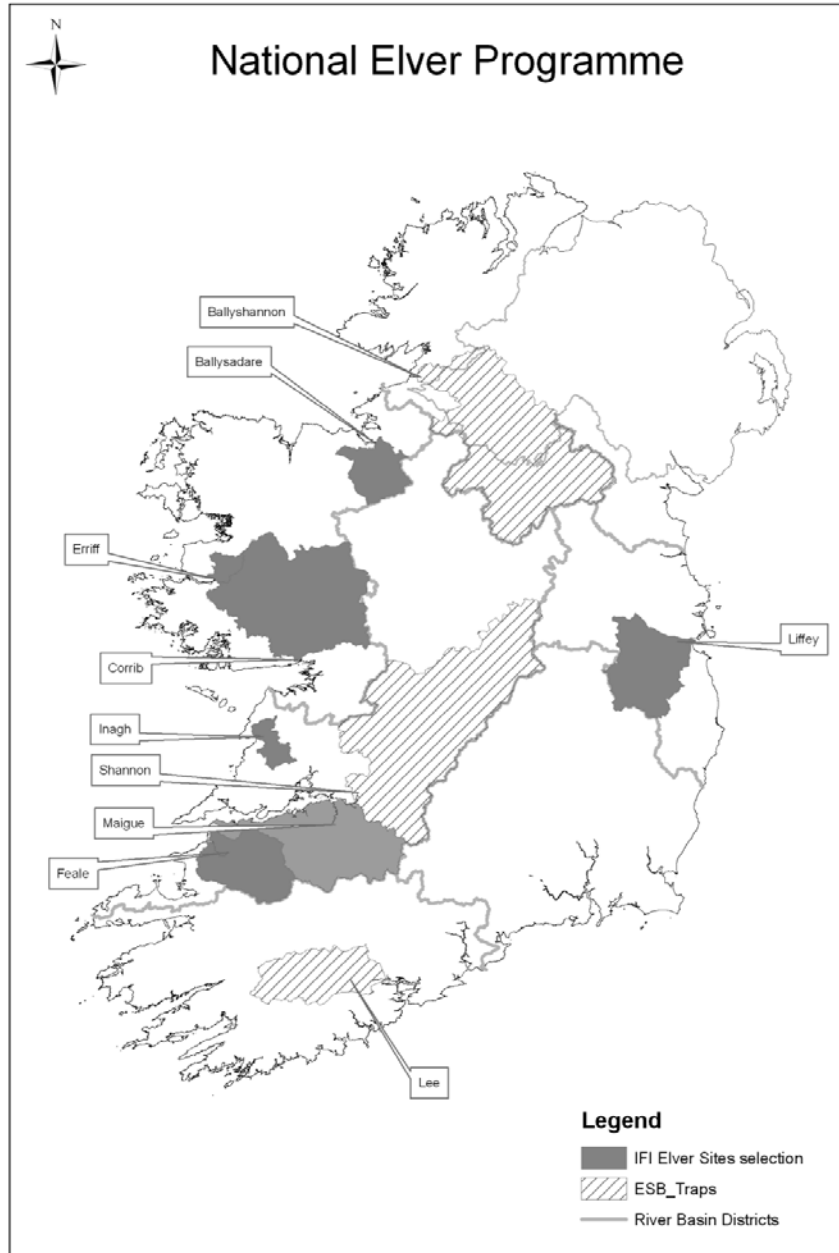 N
National Elver Programme
Ballyshannon
Ballysadare
Erriff
Liffey
Corrib
Inagh
Shannon
Maigue
Feale
Lee
Legend
IFI Elver Sites selection
ESB_Traps
River Basin Districts